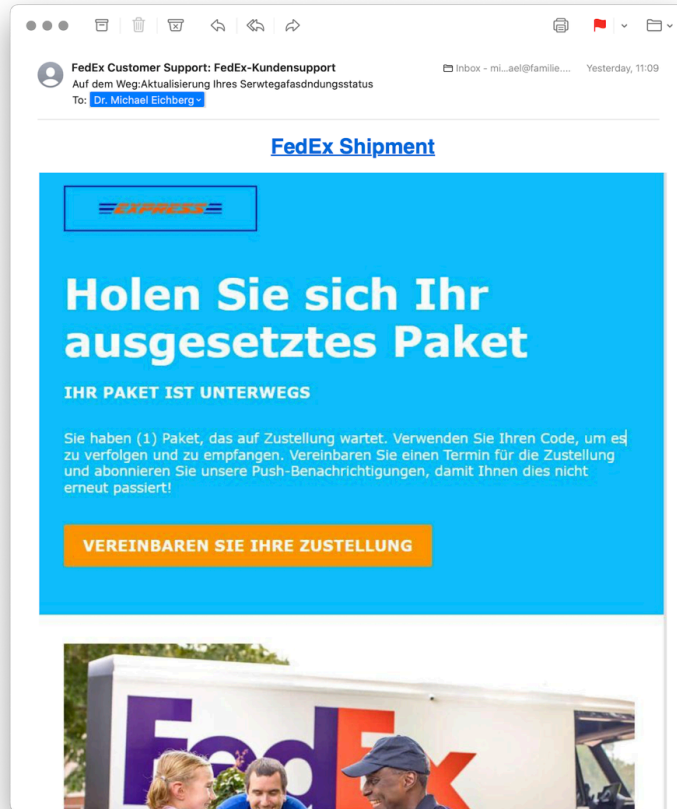 FedEx Customer Support: FedEx-Kundensupport
Inbox - mi...ael@familie....
Yesterday, 11:09
Auf dem Weg:Aktualisierung Ihres Serwtegafasdndungsstatus
To: Dr. Michael Eichberg
FedEx Shipment
EXPRESS
Holen Sie sich Ihr
ausgesetztes Paket
IHR PAKET IST UNTERWEGS
Sie haben (1) Paket, das auf Zustellung wartet. Verwenden Sie Ihren Code, um es
zu verfolgen und zu empfangen. Vereinbaren Sie einen Termin für die Zustellung
und abonnieren Sie unsere Push-Benachrichtigungen, damit Ihnen dies nicht
erneut passiert!
VEREINBAREN SIE IHRE ZUSTELLUNG
FedEx